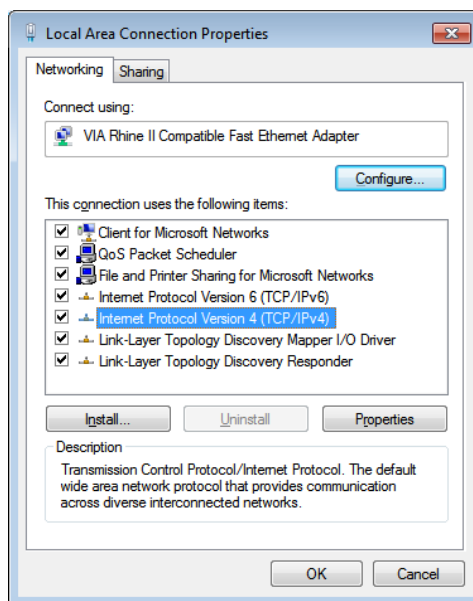 Local Area Connection Properties
Networking
Sharing
Connect using:
VIA Rhine II Compatible Fast Ethernet Adapter
Configure...
This connection uses the following items:
Client for Microsoft Networks
QoS Packet Scheduler
File and Printer Sharing for Microsoft Networks
Internet Protocol Version 6 (TCP/IPv6)
Internet Protocol Version 4 (TCP/IPv4)
Link-Layer Topology Discovery Mapper I/O Driver
Link-Layer Topology Discovery Responder
Install...
Uninstall
Properties
Description
Transmission Control Protocol/Internet Protocol. The default
wide area network protocol that provides communication
across diverse interconnected networks.
OK
Cancel